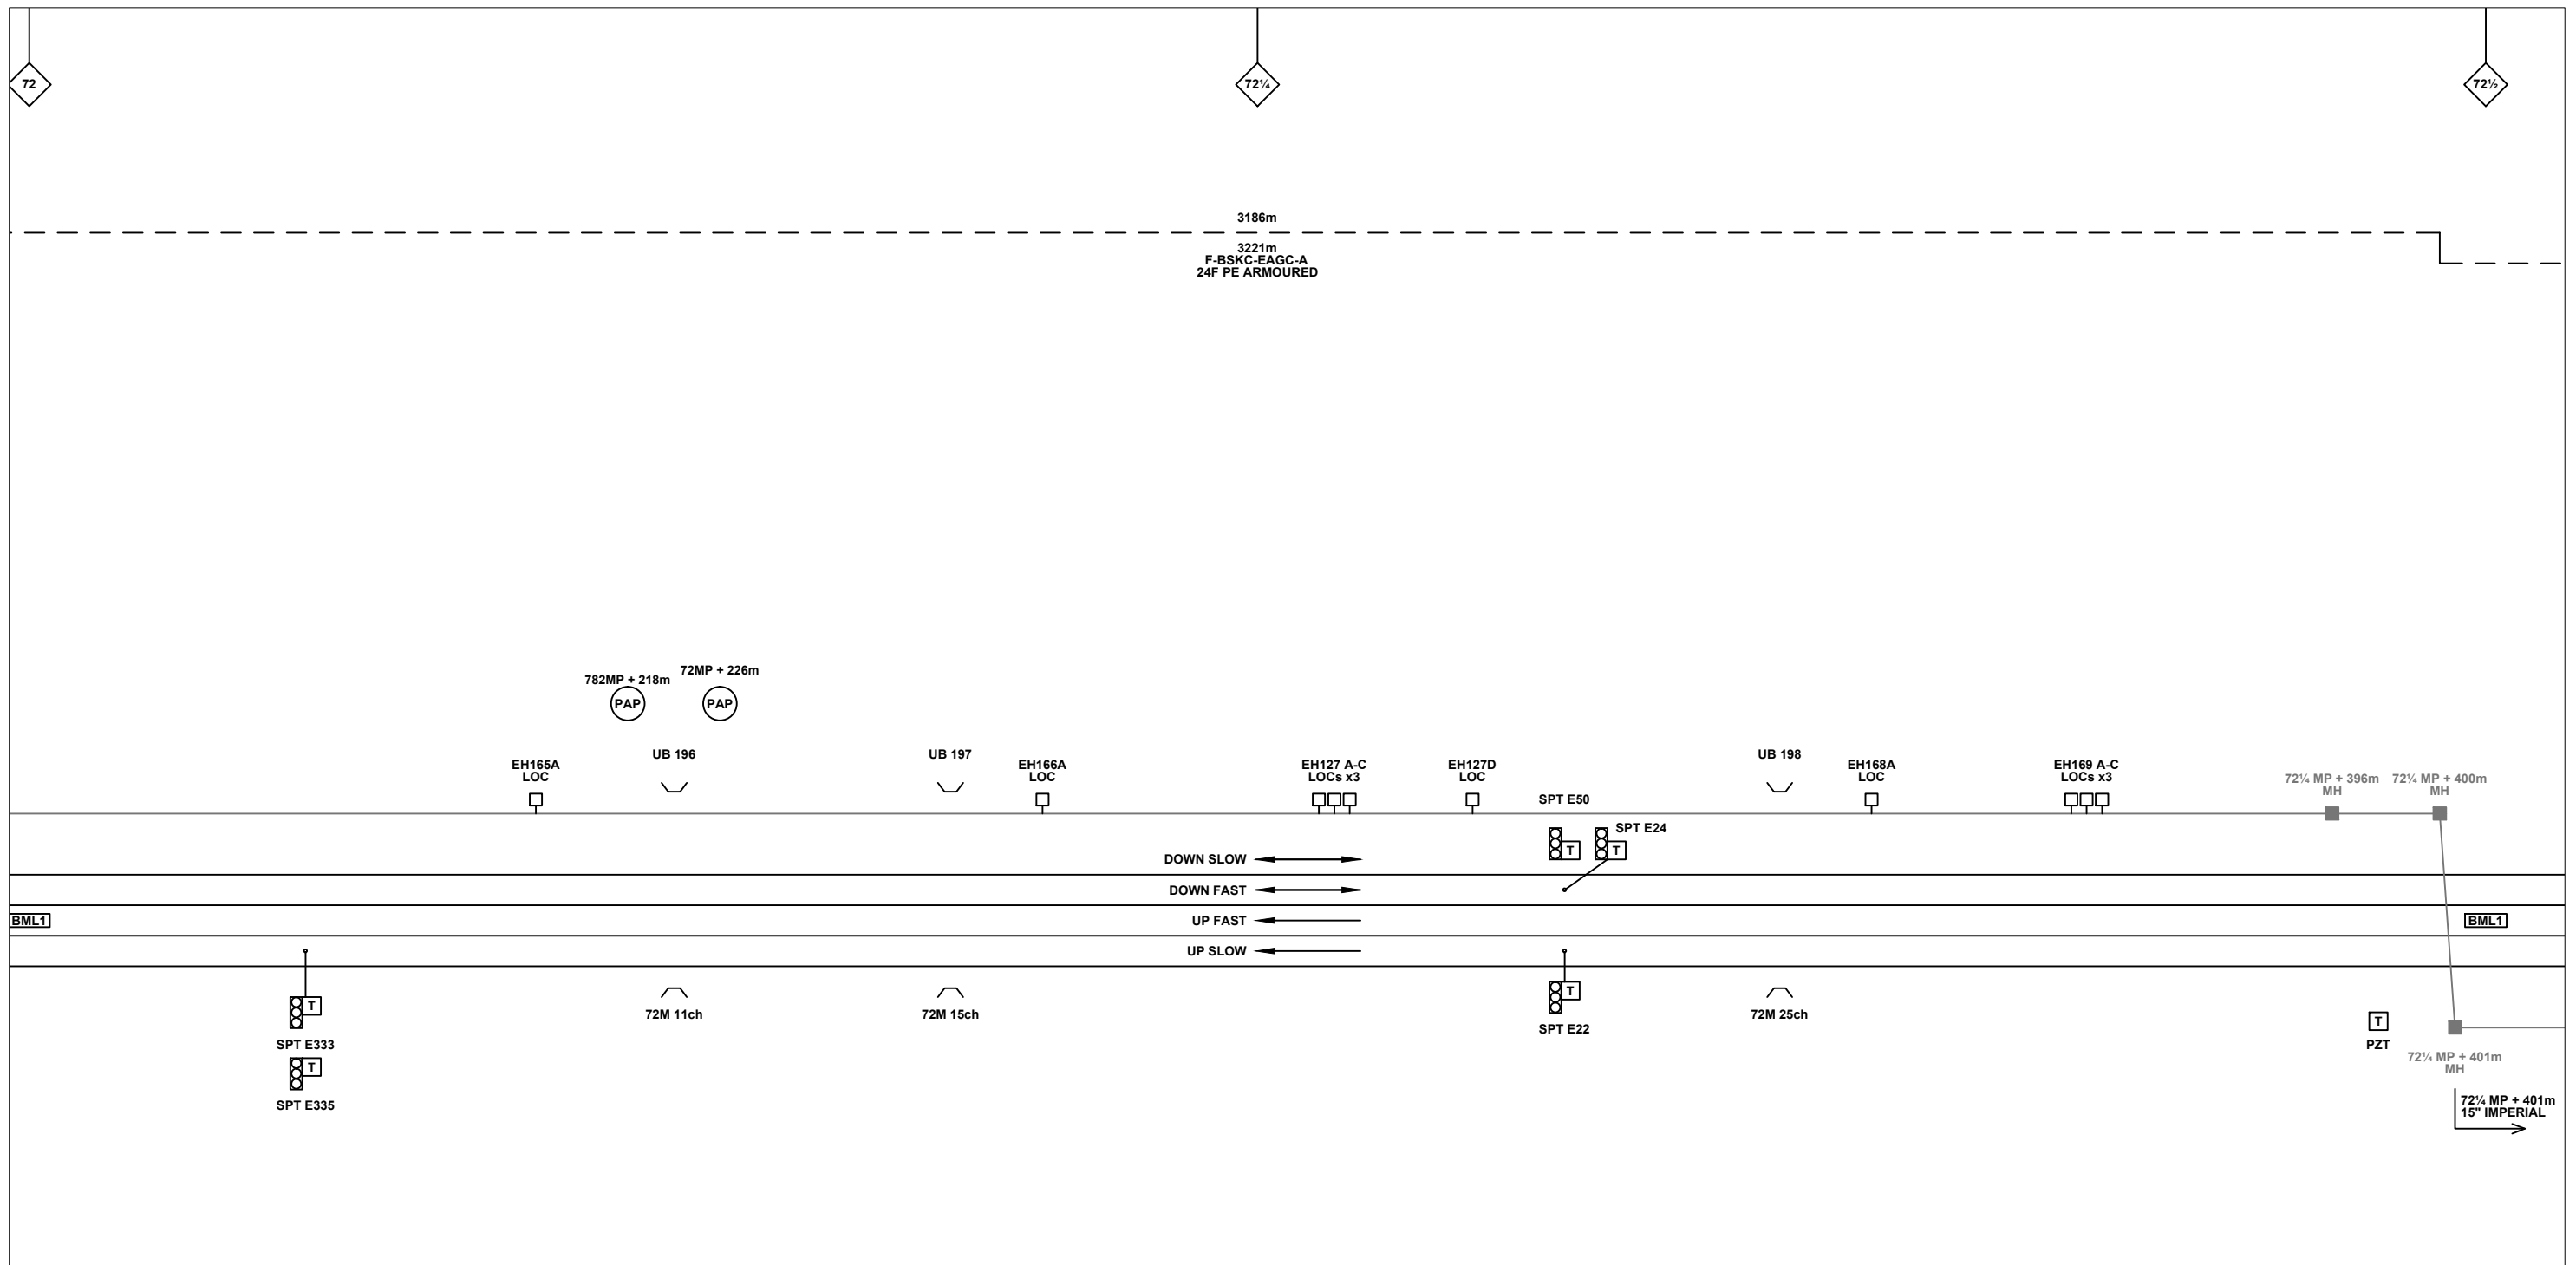 72
72¼
72½
3186m
3221m
F-BSKC-EAGC-A
24F PE ARMOURED
782MP + 218m
72MP + 226m
PAP
PAP
UB 196
UB 197
UB 198
EH165A
LOC
EH166A
LOC
EH127 A-C
LOCs x3
EH127D
LOC
EH168A
LOC
EH169 A-C
LOCs x3
72¼ MP + 396m
MH
72¼ MP + 400m
MH
SPT E50
SPT E24
T
T
DOWN SLOW
DOWN FAST
BML1
UP FAST
BML1
UP SLOW
T
SPT E333
T
SPT E335
72M 11ch
72M 15ch
T
SPT E22
72M 25ch
T
PZT
72¼ MP + 401m
MH
72¼ MP + 401m
15" IMPERIAL